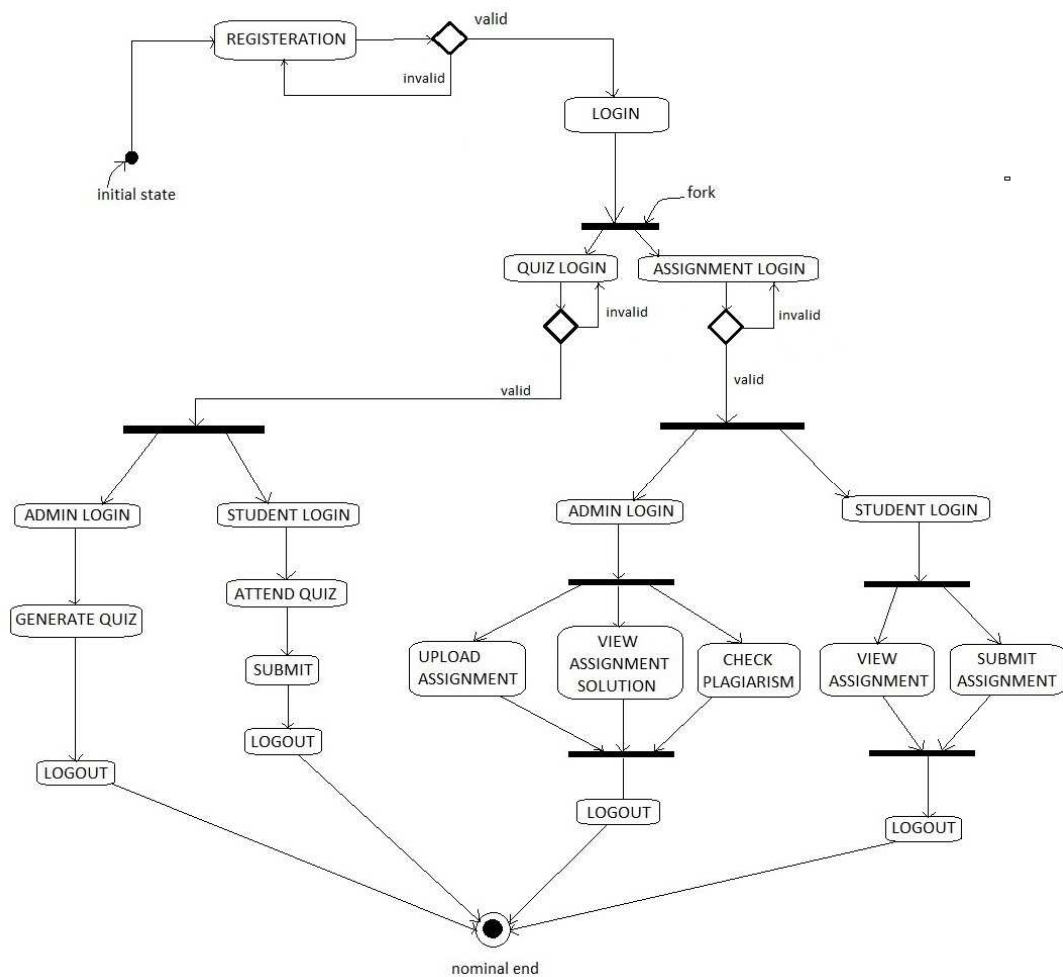 valid
REGISTERATION
invalid
LOGIN
initial state
fork
QUIZ LOGIN
ASSIGNMENT LOGIN
invalid
invalid
valid
valid
ADMIN LOGIN
STUDENT LOGIN
ADMIN LOGIN
STUDENT LOGIN
ATTEND QUIZ
GENERATE QUIZ
SUBMIT
UPLOAD
ASSIGNMENT
VIEW
ASSIGNMENT
SOLUTION
CHECK
PLAGIARISM
VIEW
ASSIGNMENT
SUBMIT
ASSIGNMENT
LOGOUT
LOGOUT
LOGOUT
LOGOUT
nominal end